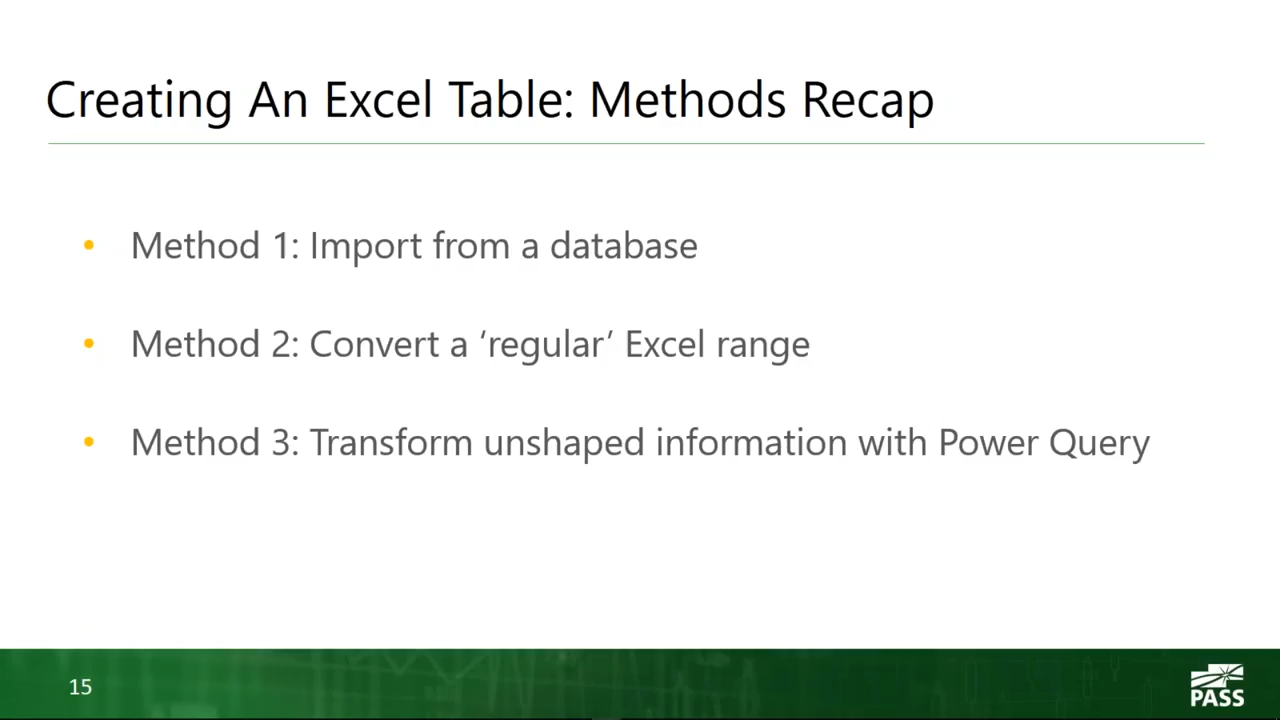 Creating An Excel Table: Methods Recap
• Method 1: Import from a database
• Method 2: Convert a ‘regular’ Excel range
• Method 3: Transform unshaped information with Power Query
15
PASS